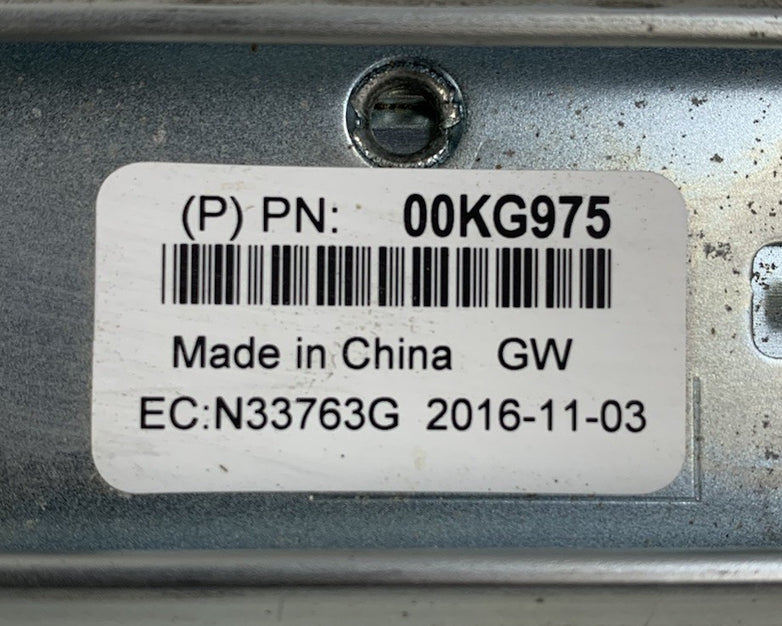 (P) PN: 00KG975
Made in China GW
EC:N33763G 2016-11-03